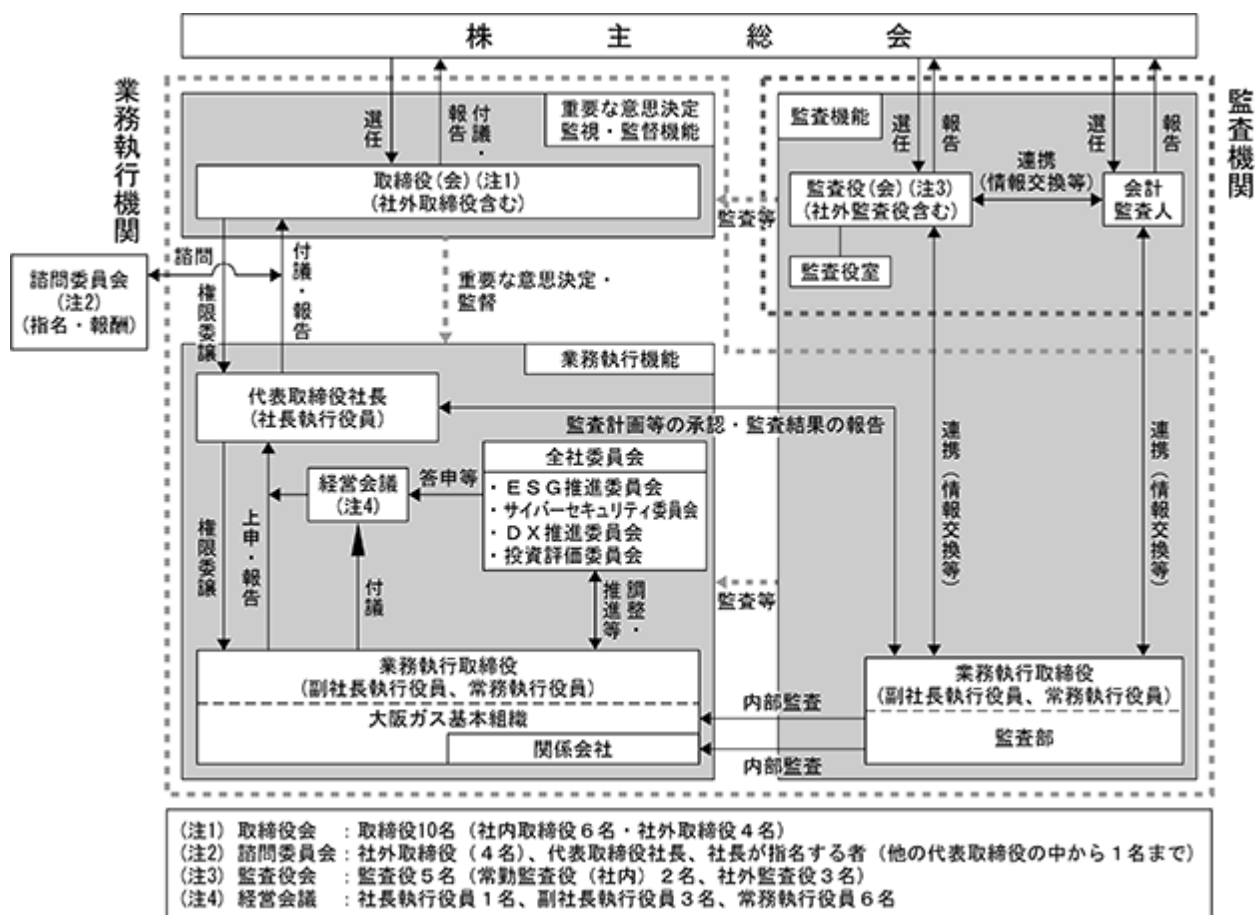 株主総会
業務執行機関
監査機関
選任
付議・
報告
重要な意思決定
監視・監督機能
取締役(会)(注1)
(社外取締役含む)
監査機能
選任
報告
選任
報告
連携
(情報交換等)
監査役(会)(注3)
(社外監査役含む)
会計
監査人
監査等
監査役室
諮問
諮問委員会
(注2)
(指名・報酬)
権限委譲
付議・報告
重要な意思決定・
監督
業務執行機能
代表取締役社長
(社長執行役員)
監査計画等の承認・監査結果の報告
全社委員会
・ESG推進委員会
・サイバーセキュリティ委員会
・DX推進委員会
・投資評価委員会
答申等
経営会議
(注4)
権限委譲
上申・報告
付議
調整・
推進等
監査等
連携(情報交換等)
連携(情報交換等)
業務執行取締役
(副社長執行役員、常務執行役員)
大阪ガス基本組織
関係会社
内部監査
内部監査
業務執行取締役
(副社長執行役員、常務執行役員)
監査部
(注1) 取締役会 :取締役10名(社内取締役6名・社外取締役4名)
(注2) 諮問委員会:社外取締役(4名)、代表取締役社長、社長が指名する者(他の代表取締役の中から1名まで)
(注3) 監査役会 :監査役5名(常勤監査役(社内)2名、社外監査役3名)
(注4) 経営会議 :社長執行役員1名、副社長執行役員3名、常務執行役員6名